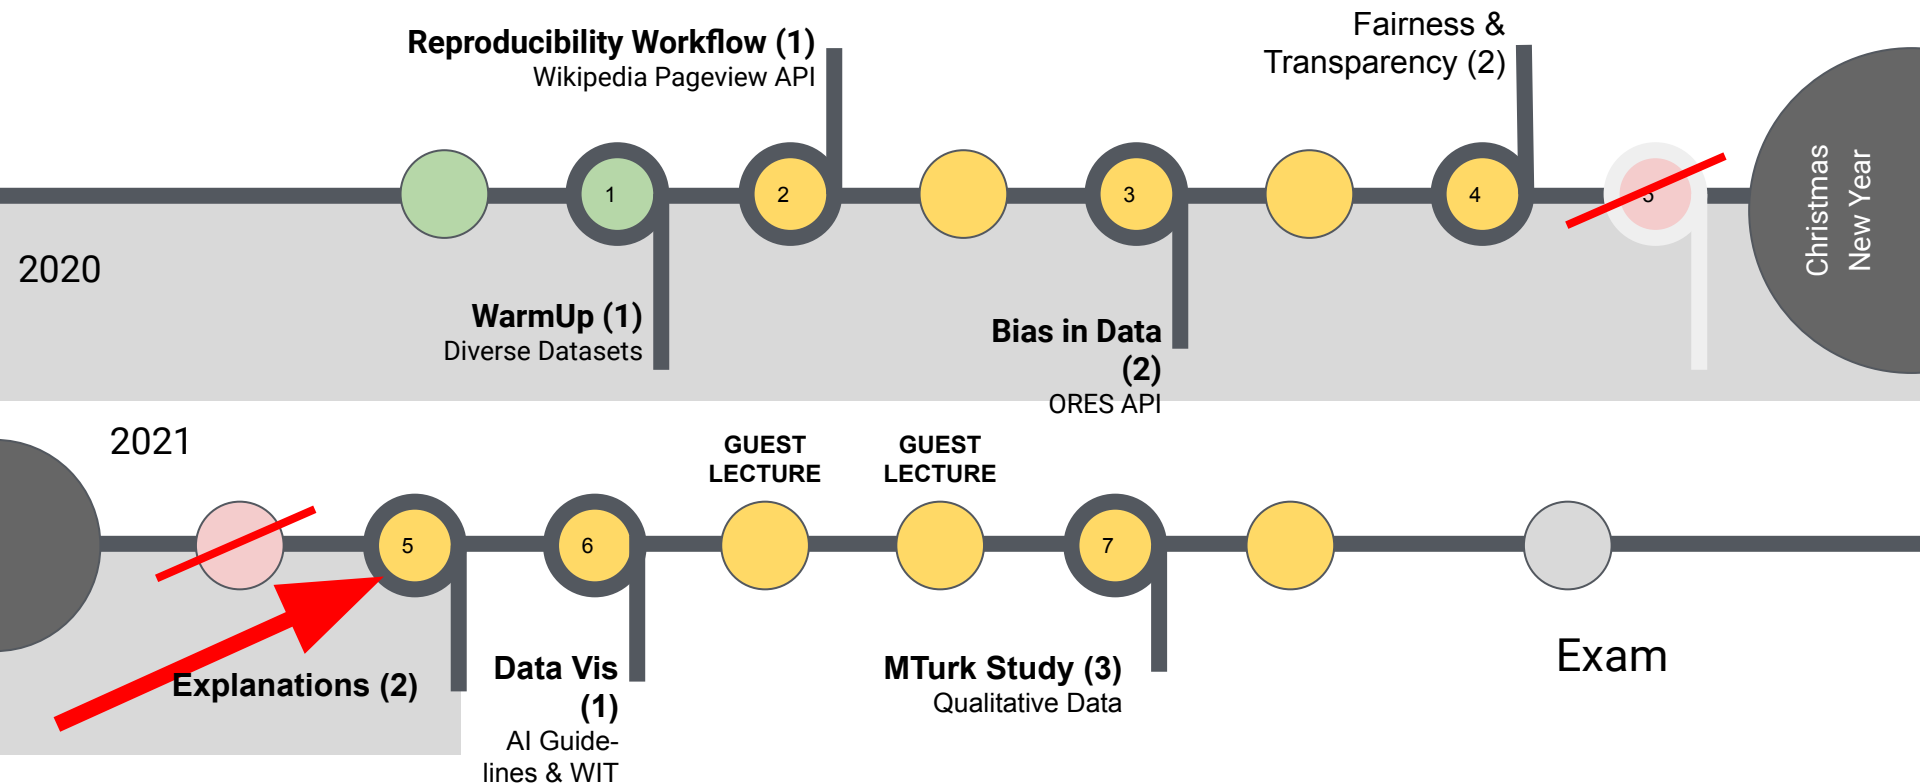 Reproducibility Workflow (1)
Wikipedia Pageview API
Fairness &
Transparency (2)
1
2
3
4
5
Christmas
New Year
2020
WarmUp (1)
Diverse Datasets
Bias in Data
(2)
ORES API
2021
GUEST
LECTURE
GUEST
LECTURE
5
6
7
Explanations (2)
Data Vis
(1)
AI Guide-
lines & WIT
MTurk Study (3)
Qualitative Data
Exam